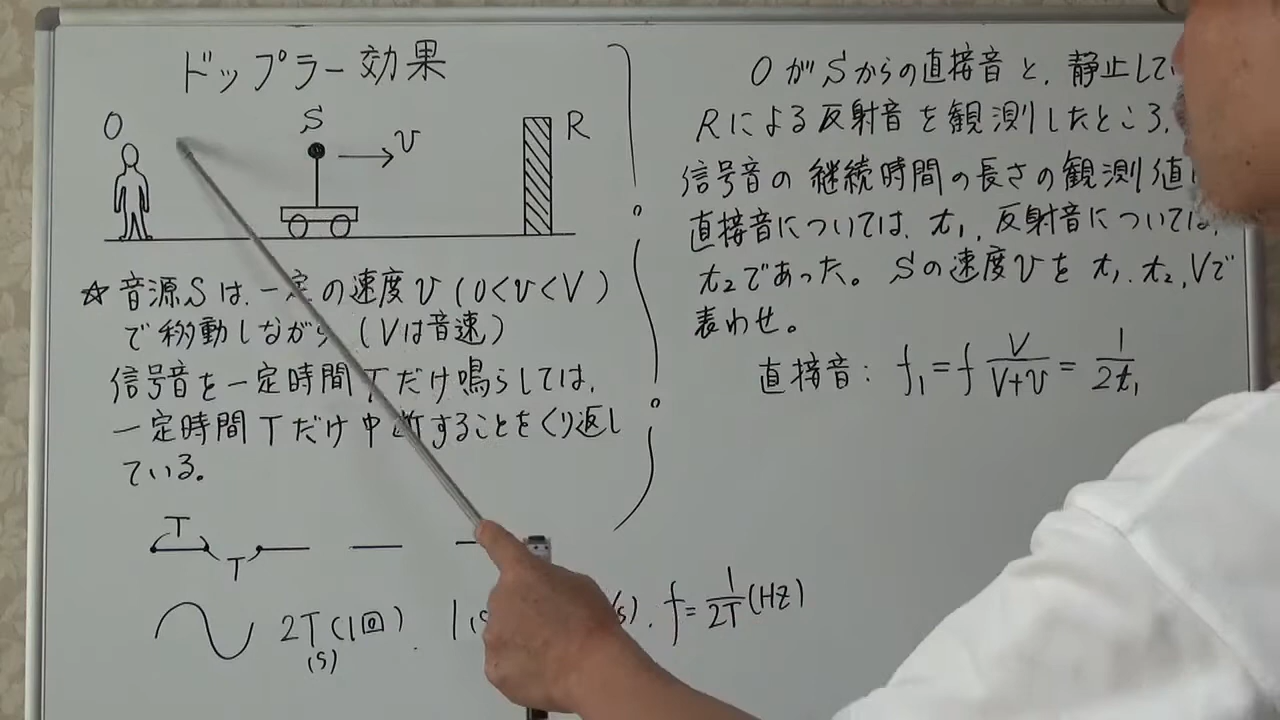 ドップラー効果
O
S
v
R
☆ 音源Sは、一定の速度v(0<v<V)
で移動しながら (Vは音速)
信号音を一定時間Tだけ鳴らしては、
一定時間Tだけ中断することをくり返し
ている。
T
T
2T(1回)
(s)
f=1/2T(Hz)
OがSからの直接音と、静止して
Rによる反射音を観測したところ、
信号音の継続時間の長さの観測値
直接音については、t₁、反射音については、
t₂であった。Sの速度vをt₁、t₂、Vで
表わせ。
直接音: f₁=f V/V+v = 1/2t₁